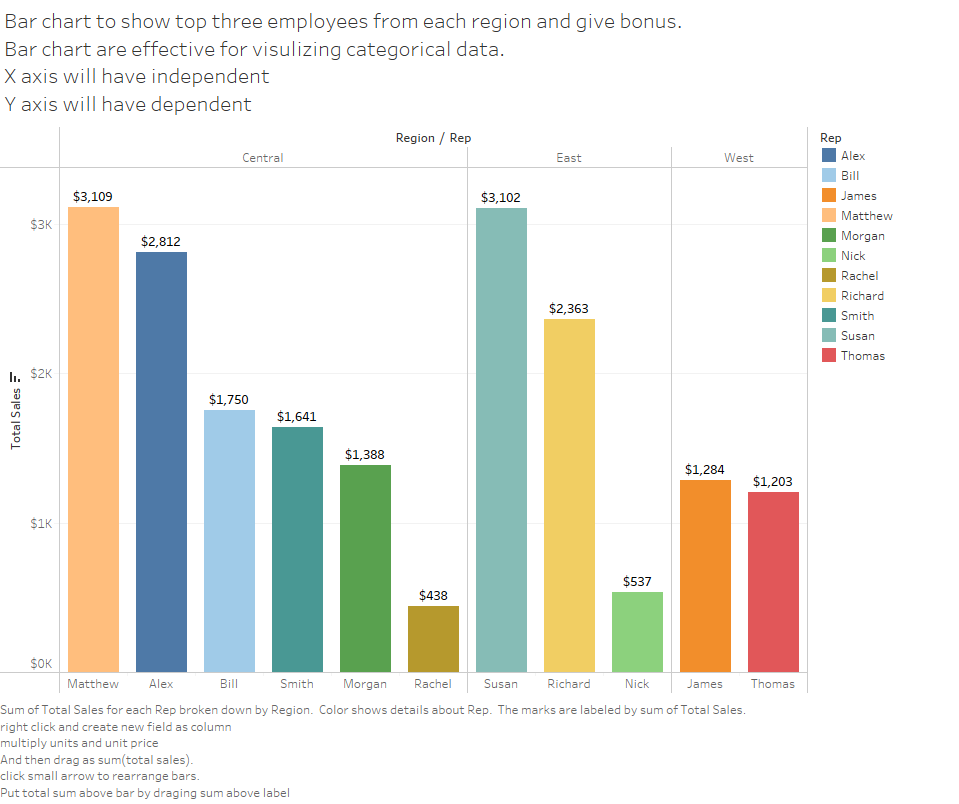 Bar chart to show top three employees from each region and give bonus.
Bar chart are effective for visulizing categorical data.
X axis will have independent
Y axis will have dependent
Region / Rep
Central East West
$3,109 $2,812 $1,750 $1,641 $1,388 $438 $3,102 $2,363 $537 $1,284 $1,203
$3K
$2K
$1K
$0K
Total Sales
Matthew Alex Bill Smith Morgan Rachel Susan Richard Nick James Thomas
Rep
Alex
Bill
James
Matthew
Morgan
Nick
Rachel
Richard
Smith
Susan
Thomas
Sum of Total Sales for each Rep broken down by Region. Color shows details about Rep. The marks are labeled by sum of Total Sales.
right click and create new field as column
multiply units and unit price
And then drag as sum(total sales).
click small arrow to rearrange bars.
Put total sum above bar by draging sum above label